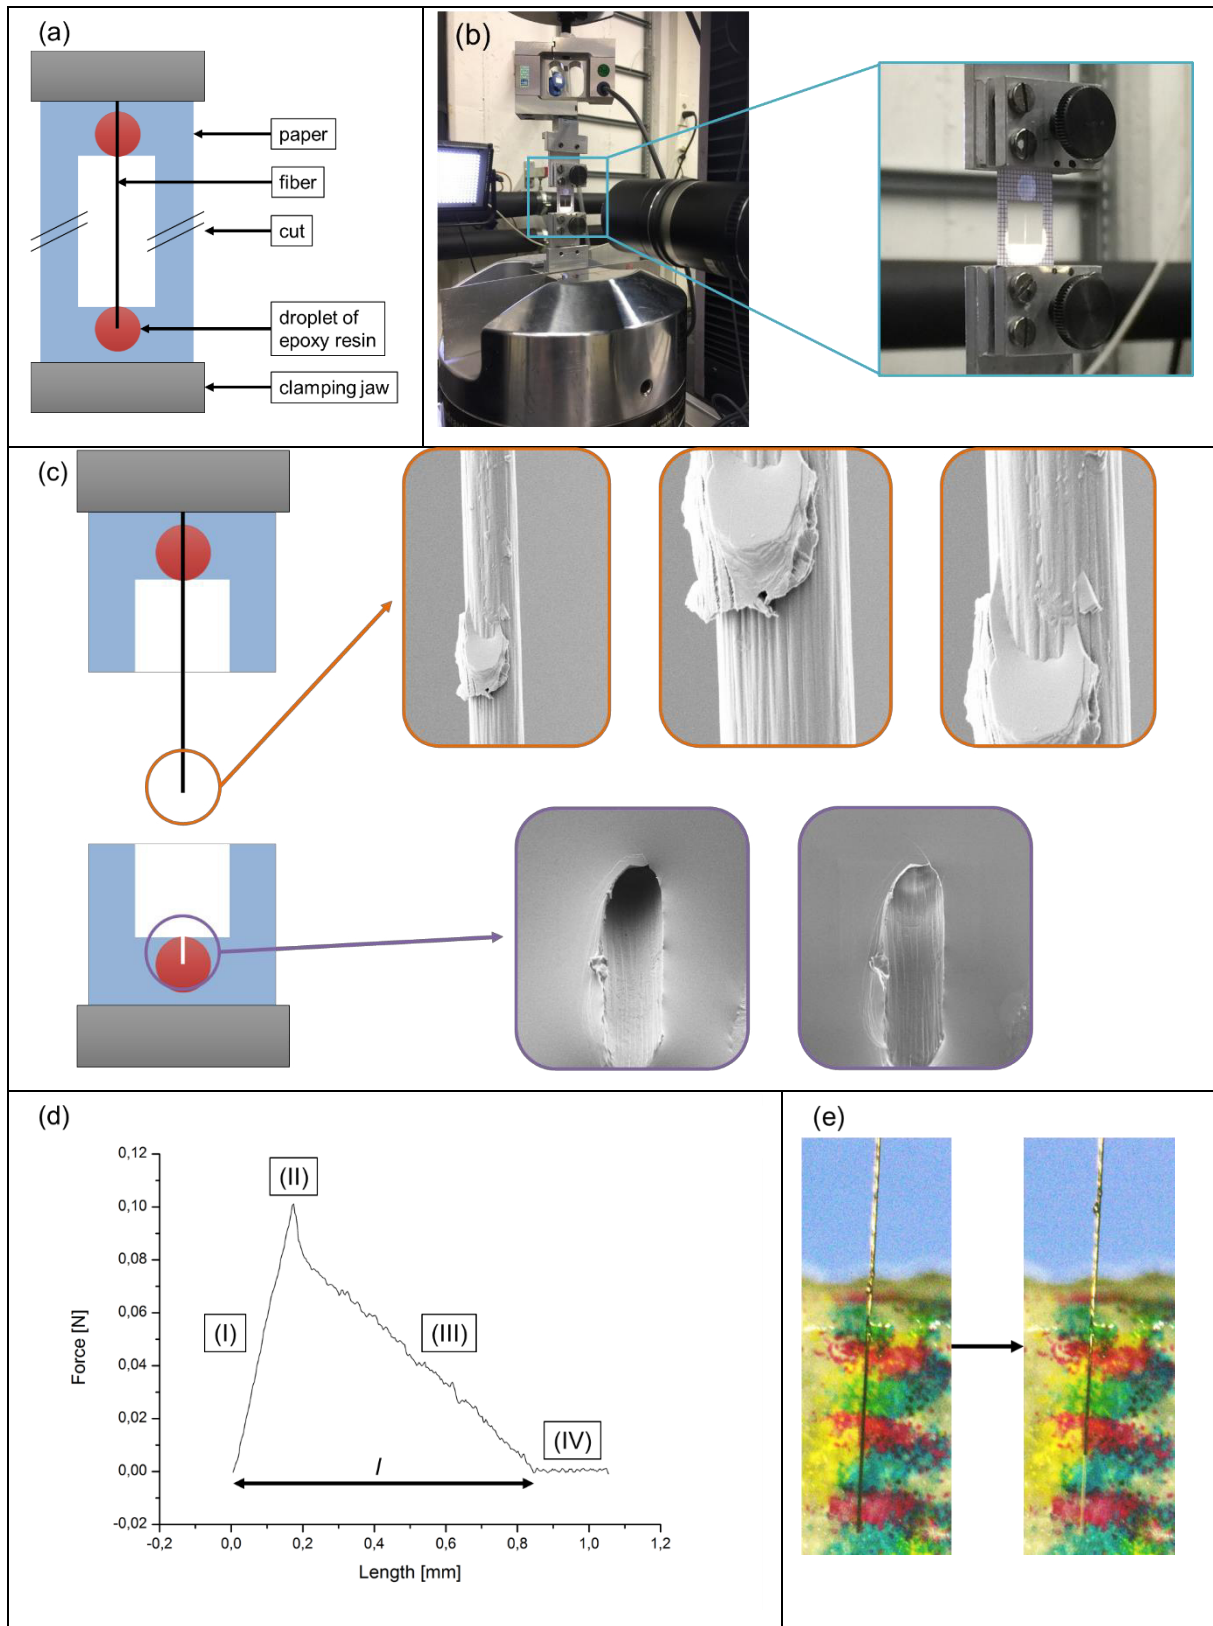 (a)
paper
fiber
cut
droplet of
epoxy resin
clamping jaw
(b)
(c)
(d)
0,12
0,10
0,08
0,06
0,04
0,02
0,00
-0,02
Force [N]
(I)
(II)
(III)
(IV)
l
-0,2
0,0
0,2
0,4
0,6
0,8
1,0
1,2
Length [mm]
(e)